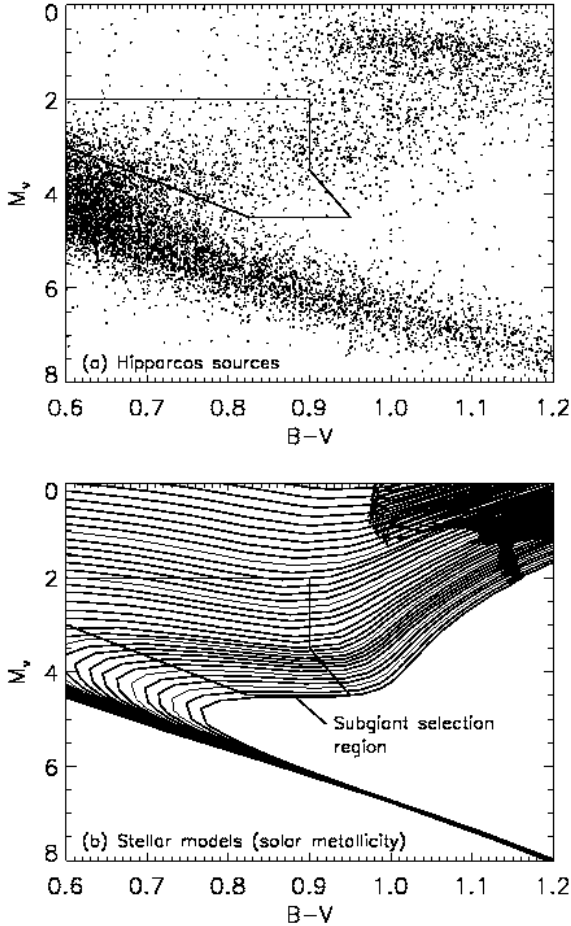 0
2
4
6
8
Mv
(a) Hipparcos sources
0.6 0.7 0.8 0.9 1.0 1.1 1.2
B-V
0
2
4
6
8
Mv
Subgiant selection
region
(b) Stellar models (solar metallicity)
0.6 0.7 0.8 0.9 1.0 1.1 1.2
B-V